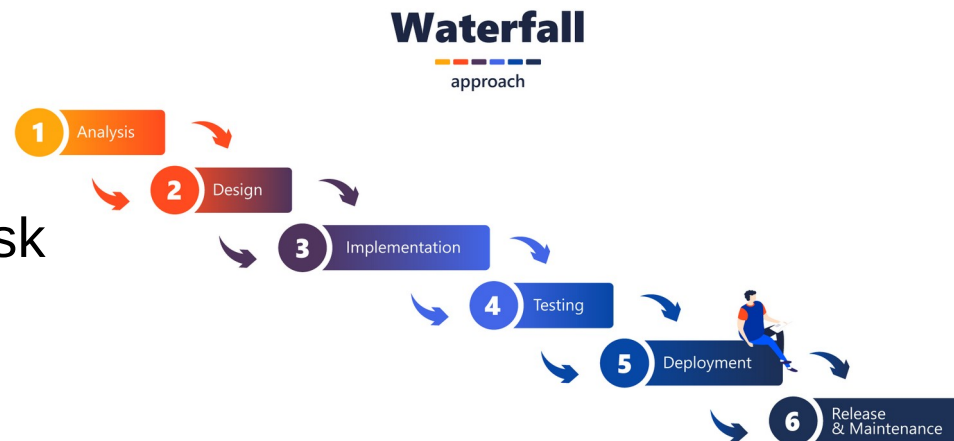 Waterfall
approach
1 Analysis
2 Design
sk
3 Implementation
4 Testing
5 Deployment
6 Release
& Maintenance